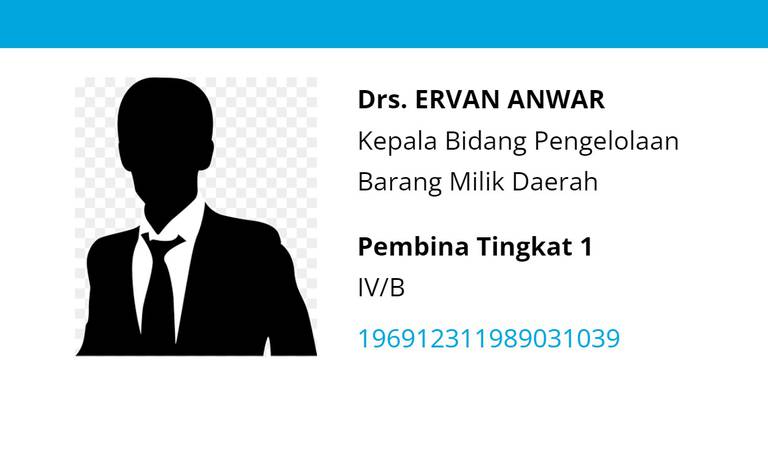 Drs. ERVAN ANWAR
Kepala Bidang Pengelolaan
Barang Milik Daerah
Pembina Tingkat 1
IV/B
196912311989031039